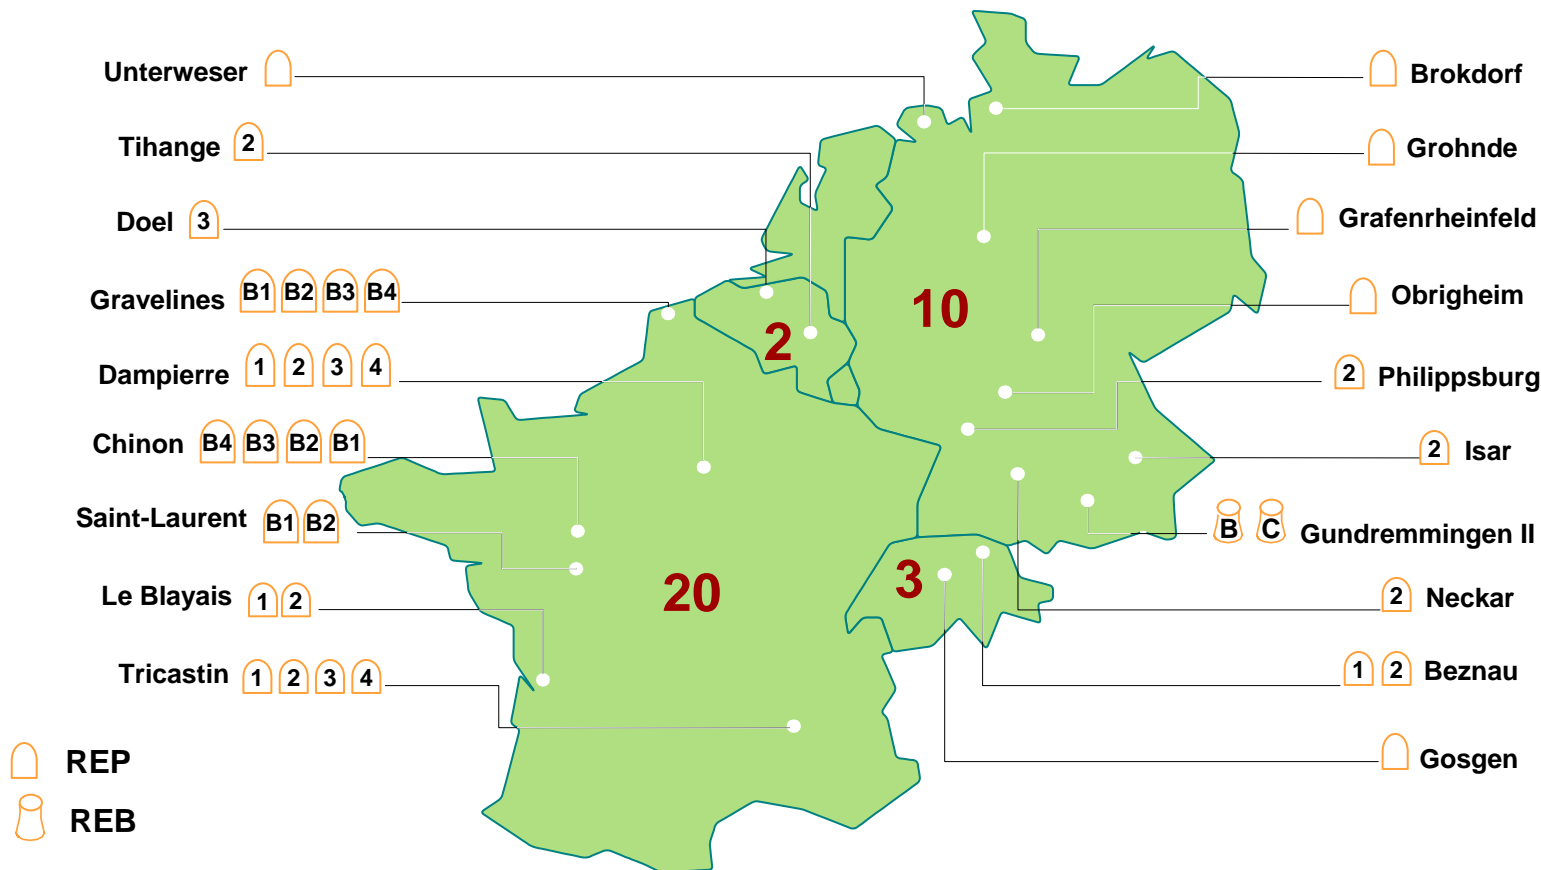 Unterweser
Tihange 2
Doel 3
Gravelines B1 B2 B3 B4
Dampierre 1 2 3 4
Chinon B4 B3 B2 B1
Saint-Laurent B1 B2
Le Blayais 1 2
Tricastin 1 2 3 4
REP
REB
2
10
20
3
Brokdorf
Grohnde
Grafenrheinfeld
Obrigheim
2 Philippsburg
2 Isar
B C Gundremmingen II
2 Neckar
1 2 Beznau
Gosgen